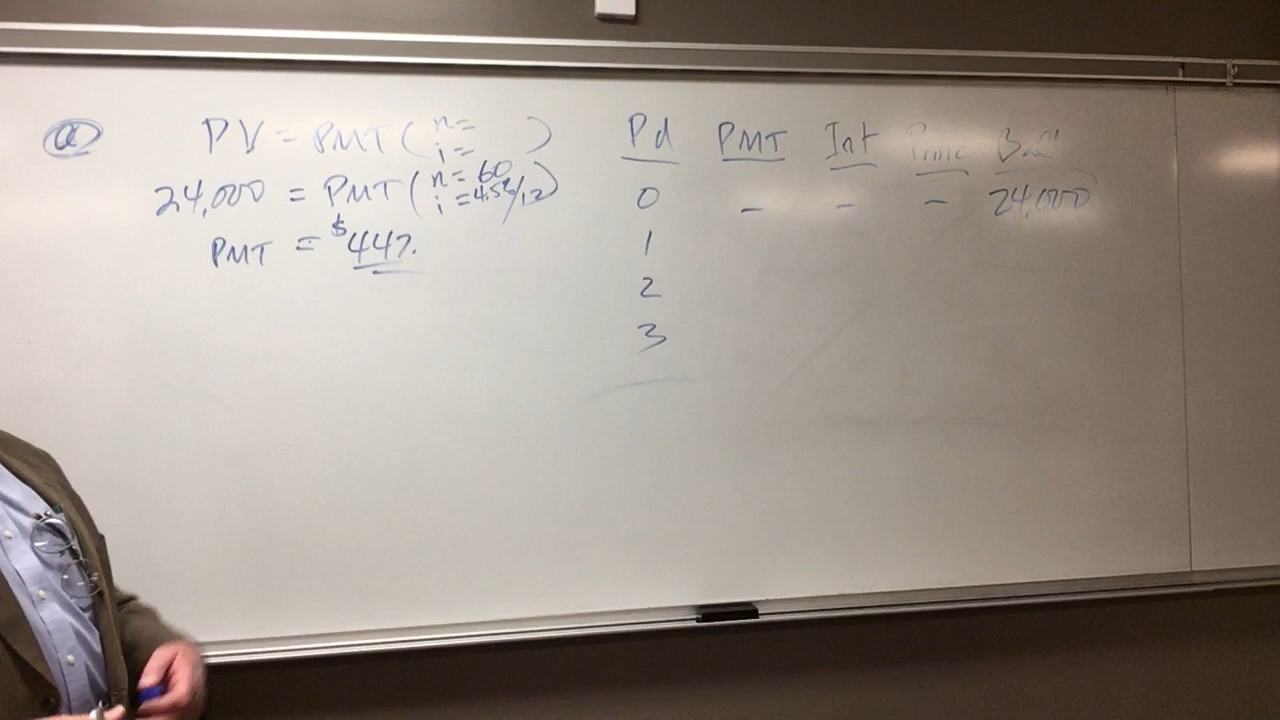 a
PV = PMT ( n =
i = )
24,000 = PMT ( n = 60
i = 4.5%/12 )
PMT = $447.
Pd PMT Int Princ Bal
0 - - - 24,000
1
2
3